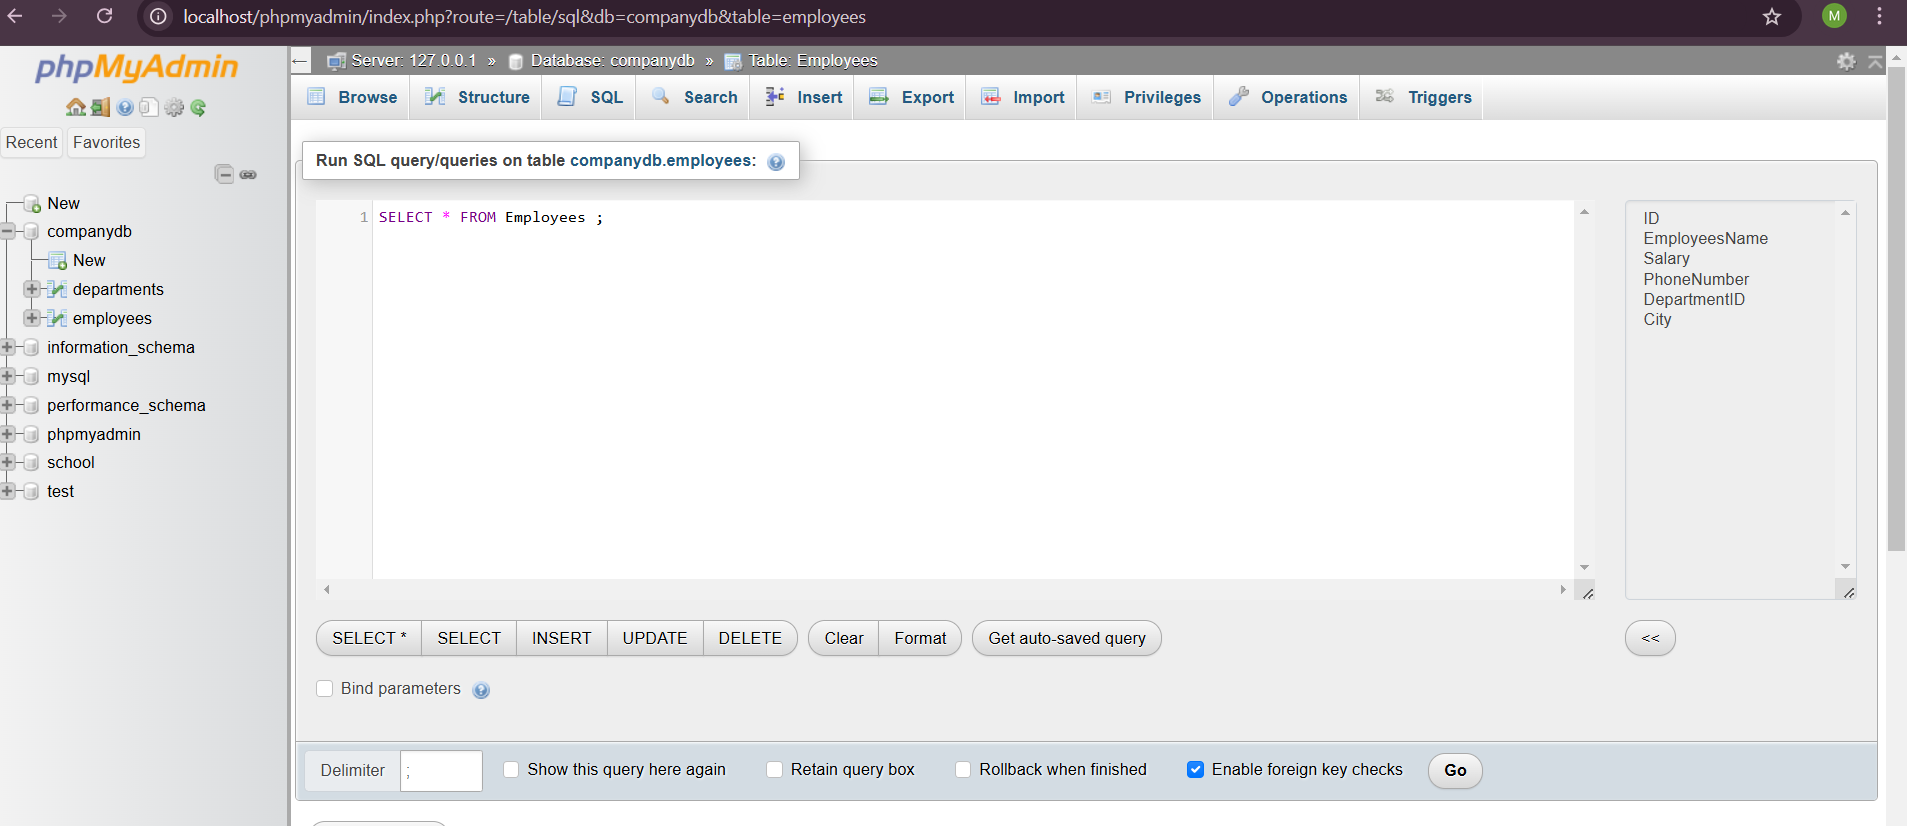 localhost/phpmyadmin/index.php?route=/table/sql&db=companydb&table=employees
M
phpMyAdmin
Recent
Favorites
New
companydb
New
departments
employees
information_schema
mysql
performance_schema
phpmyadmin
school
test
Server: 127.0.0.1 » Database: companydb » Table: Employees
Browse
Structure
SQL
Search
Insert
Export
Import
Privileges
Operations
Triggers
Run SQL query/queries on table companydb.employees:
1 SELECT * FROM Employees ;
ID
EmployeesName
Salary
PhoneNumber
DepartmentID
City
SELECT *
SELECT
INSERT
UPDATE
DELETE
Clear
Format
Get auto-saved query
<<
Bind parameters
Delimiter
;
Show this query here again
Retain query box
Rollback when finished
Enable foreign key checks
Go